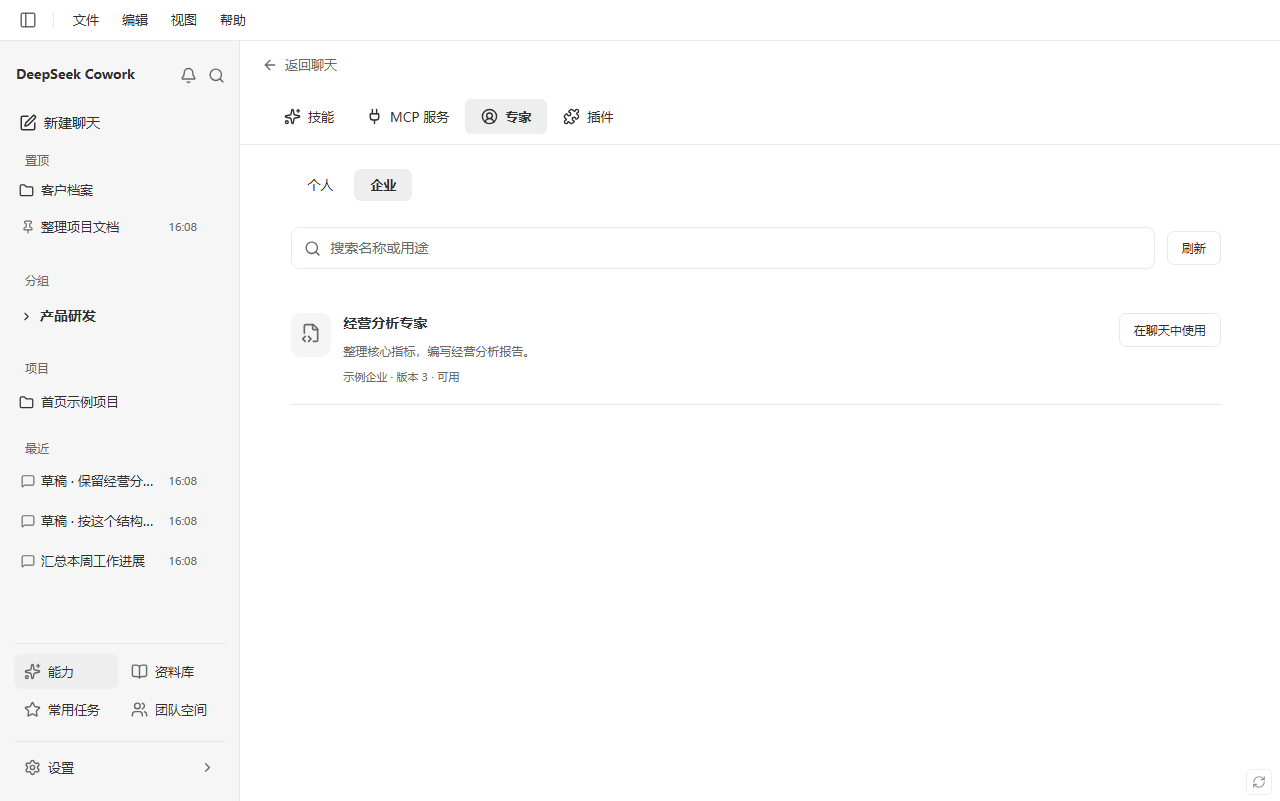 文件 编辑 视图 帮助
DeepSeek Cowork
新建聊天
置顶
客户档案
整理项目文档 16:08
分组
产品研发
项目
首页示例项目
最近
草稿 · 保留经营分... 16:08
草稿 · 按这个结构... 16:08
汇总本周工作进展 16:08
能力 资料库
常用任务 团队空间
设置
返回聊天
技能 MCP 服务 专家 插件
个人 企业
搜索名称或用途 刷新
经营分析专家
整理核心指标，编写经营分析报告。
示例企业 · 版本 3 · 可用
在聊天中使用